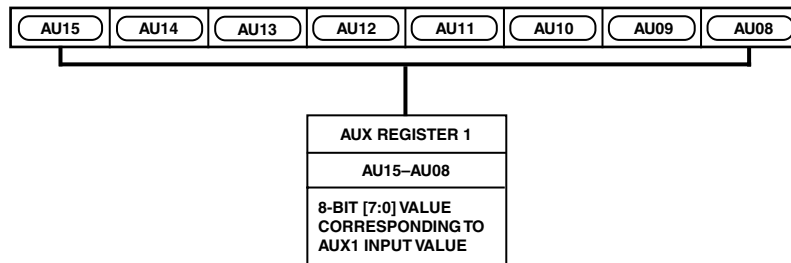 AU15 AU14 AU13 AU12 AU11 AU10 AU09 AU08
AUX REGISTER 1
AU15–AU08
8-BIT [7:0] VALUE
CORRESPONDING TO
AUX1 INPUT VALUE